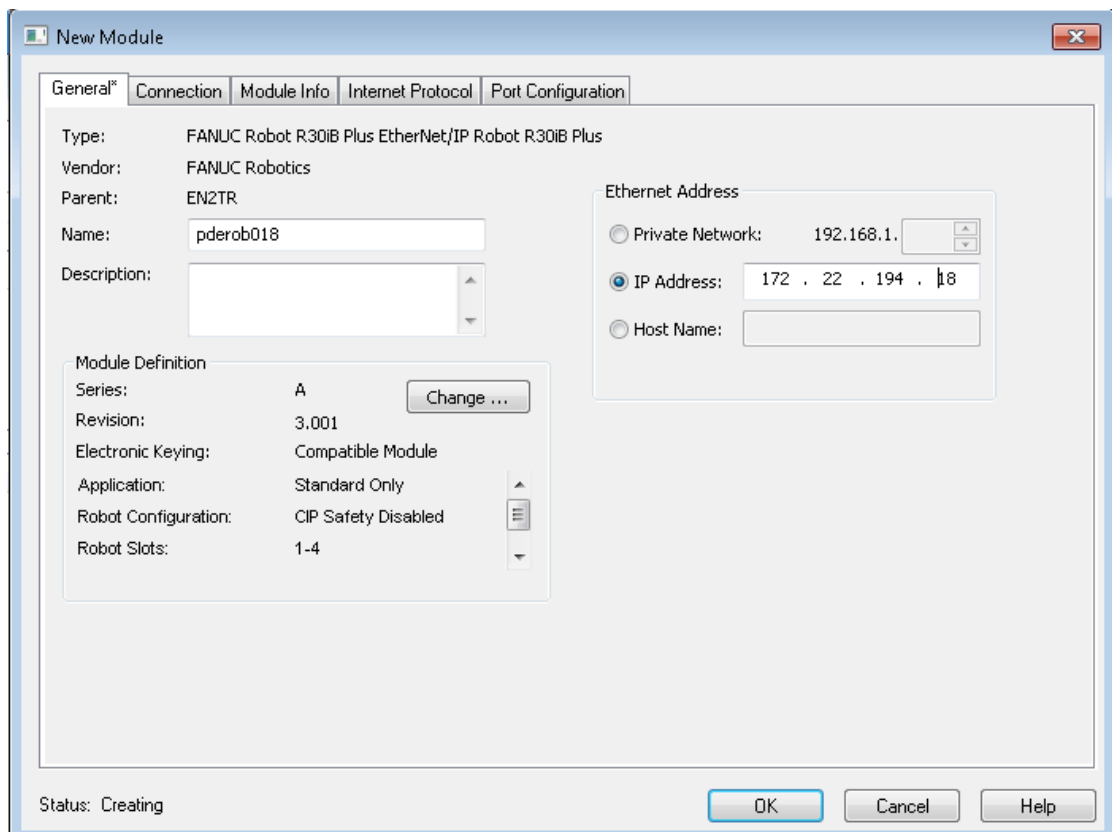 New Module
General* Connection Module Info Internet Protocol Port Configuration
Type: FANUC Robot R30iB Plus EtherNet/IP Robot R30iB Plus
Vendor: FANUC Robotics
Parent: EN2TR
Name: pderob018
Description:
Module Definition
Series: A
Change ...
Revision: 3.001
Electronic Keying: Compatible Module
Application: Standard Only
Robot Configuration: CIP Safety Disabled
Robot Slots: 1-4
Ethernet Address
Private Network: 192.168.1.
IP Address: 172 . 22 . 194 . 18
Host Name:
Status: Creating
OK Cancel Help